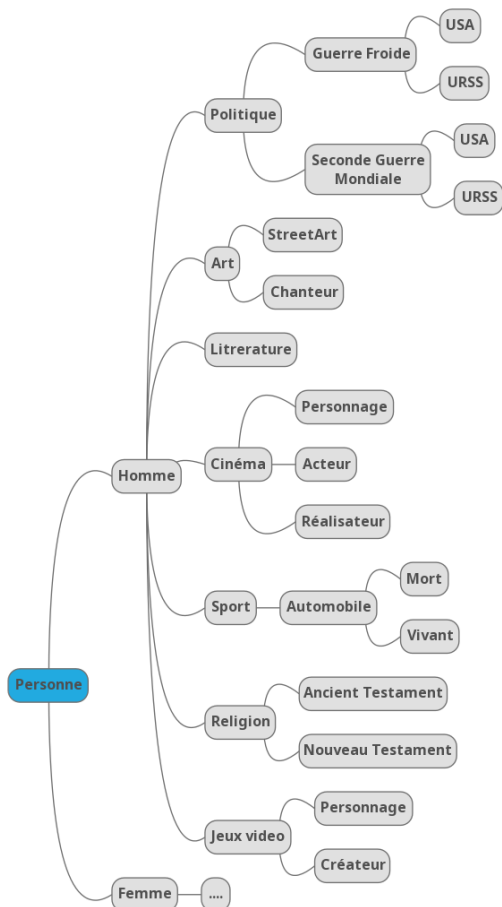 USA
Guerre Froide
URSS
Politique
USA
Seconde Guerre
Mondiale
URSS
StreetArt
Art
Chanteur
Litrerature
Personnage
Cinéma
Acteur
Homme
Réalisateur
Mort
Sport
Automobile
Vivant
Personne
Ancient Testament
Religion
Nouveau Testament
Personnage
Jeux video
Créateur
Femme
....